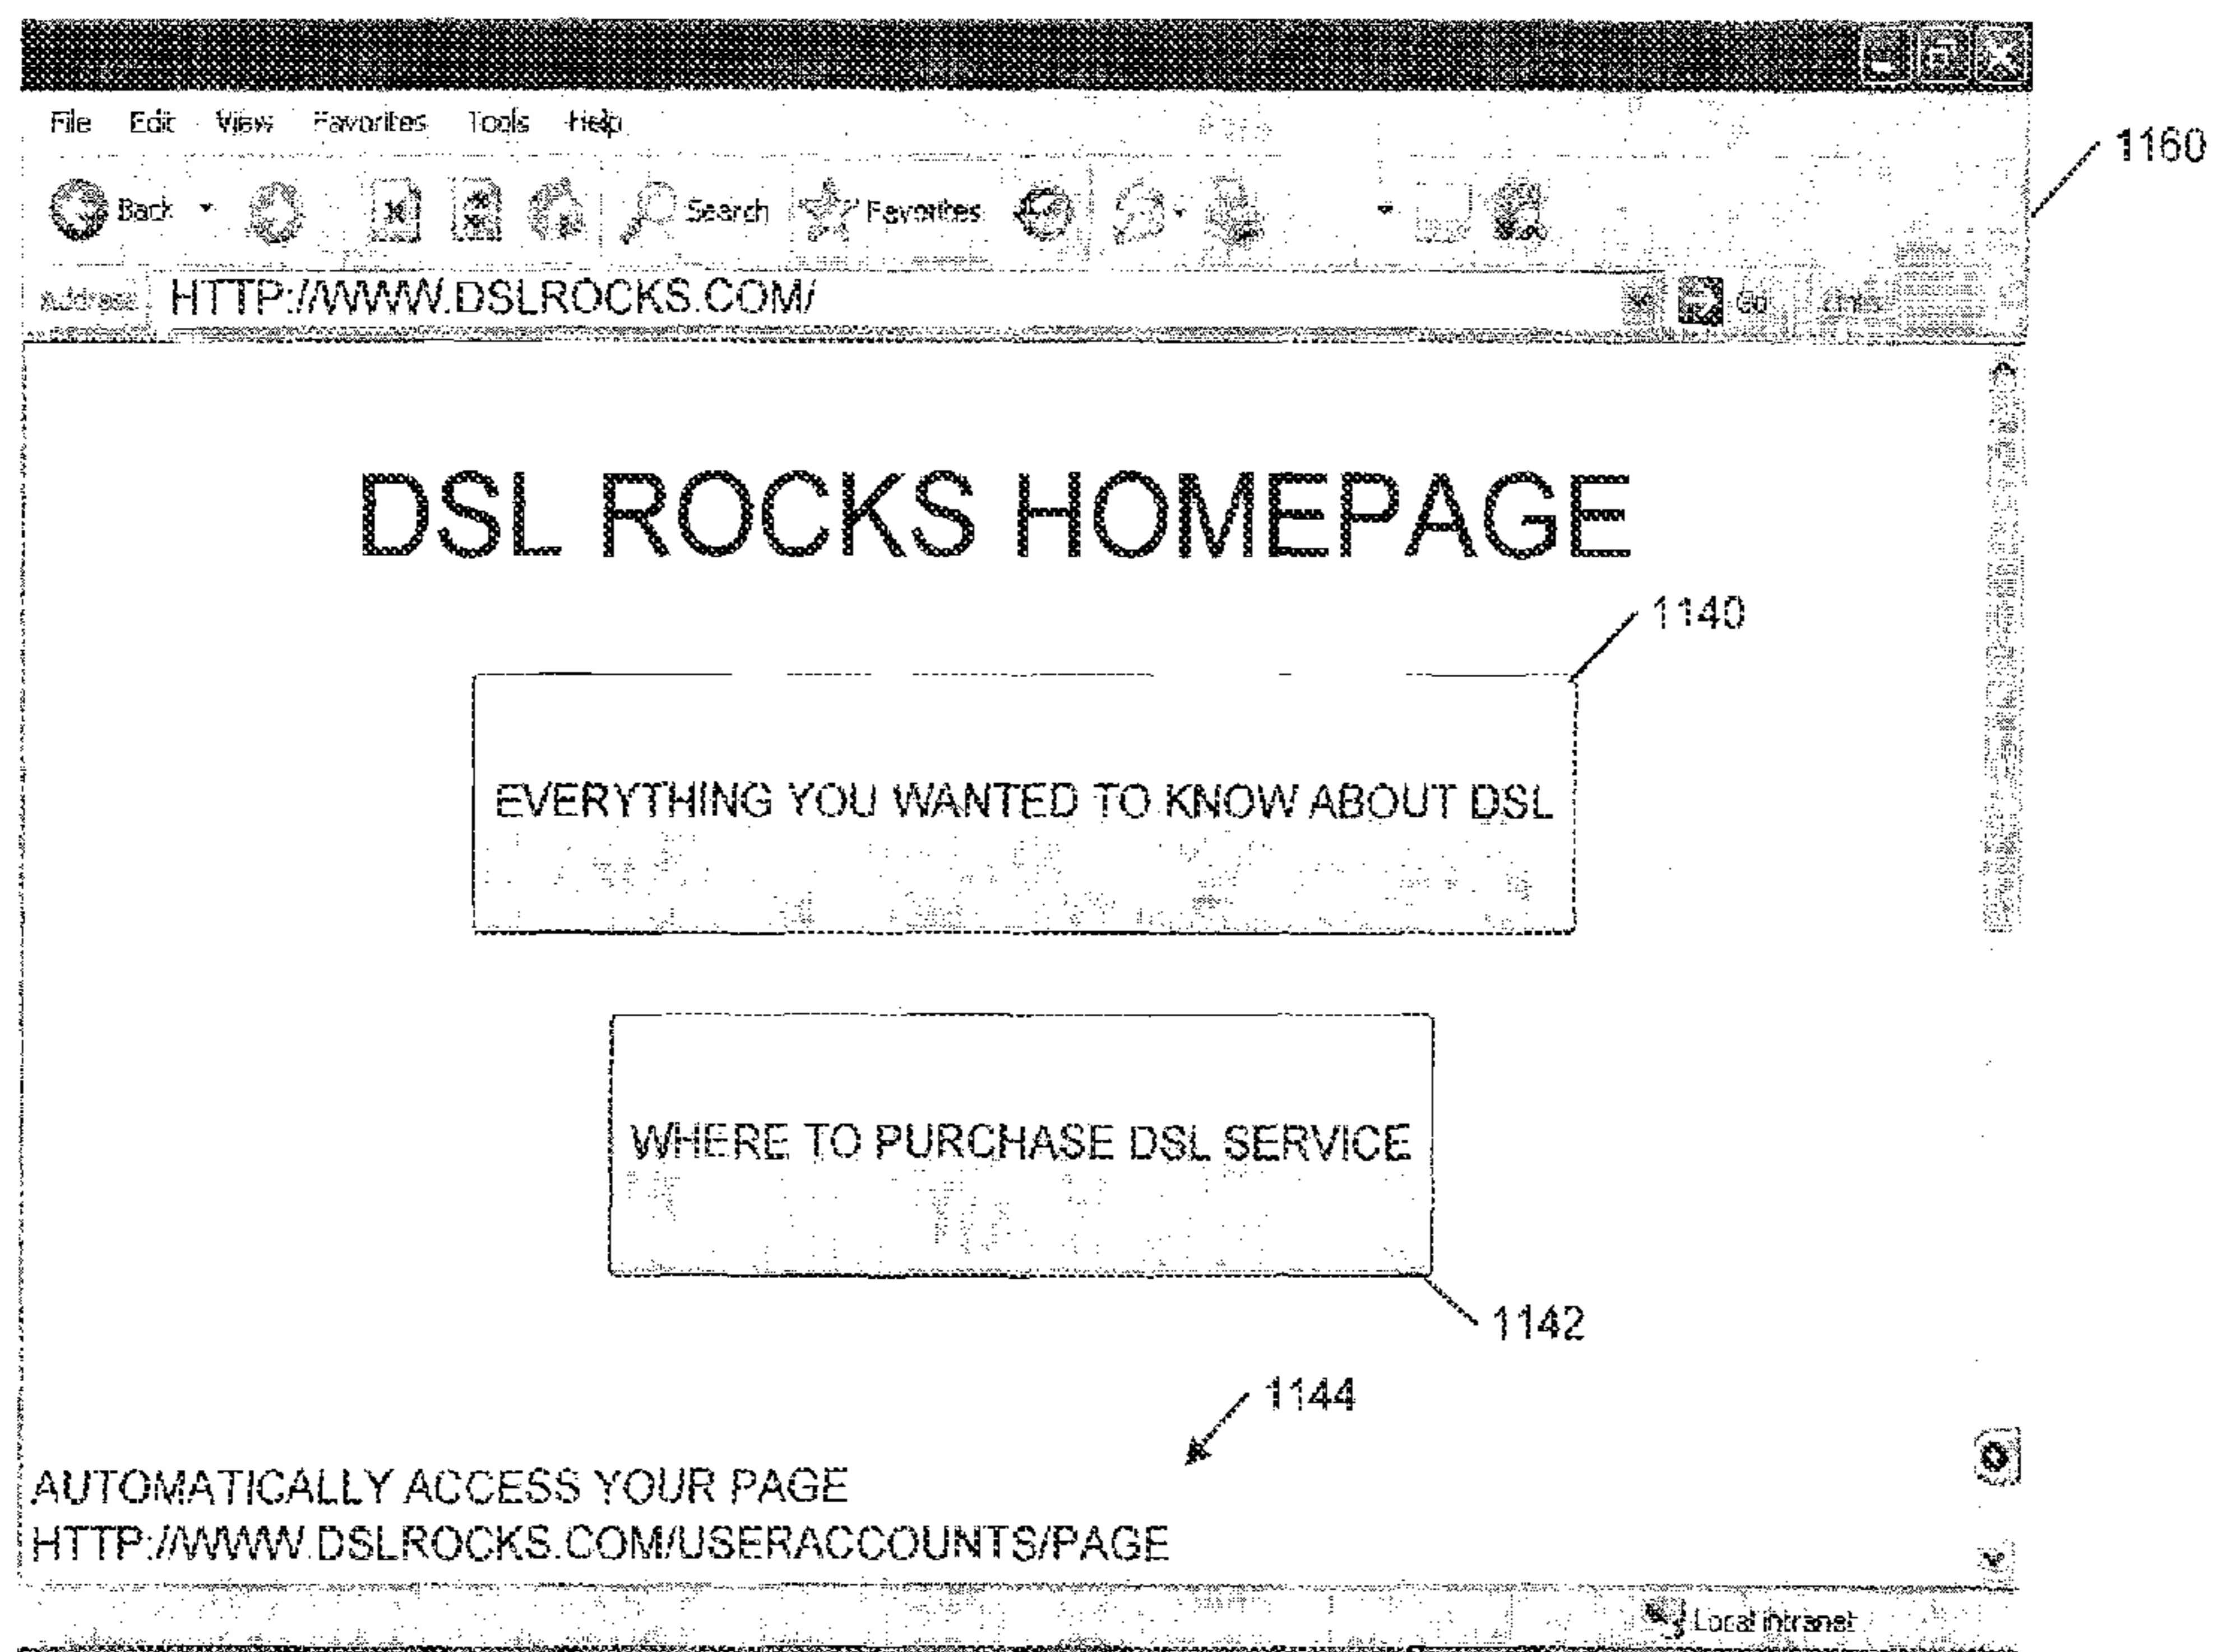 File Edit View Favorites Tools Help
1160
Back Search Favorites
Address HTTP://WWW.DSLROCKS.COM/ Go Links
DSL ROCKS HOMEPAGE
1140
EVERYTHING YOU WANTED TO KNOW ABOUT DSL
WHERE TO PURCHASE DSL SERVICE
1142
1144
AUTOMATICALLY ACCESS YOUR PAGE
HTTP://WWW.DSLROCKS.COM/USERACCOUNTS/PAGE
Local intranet